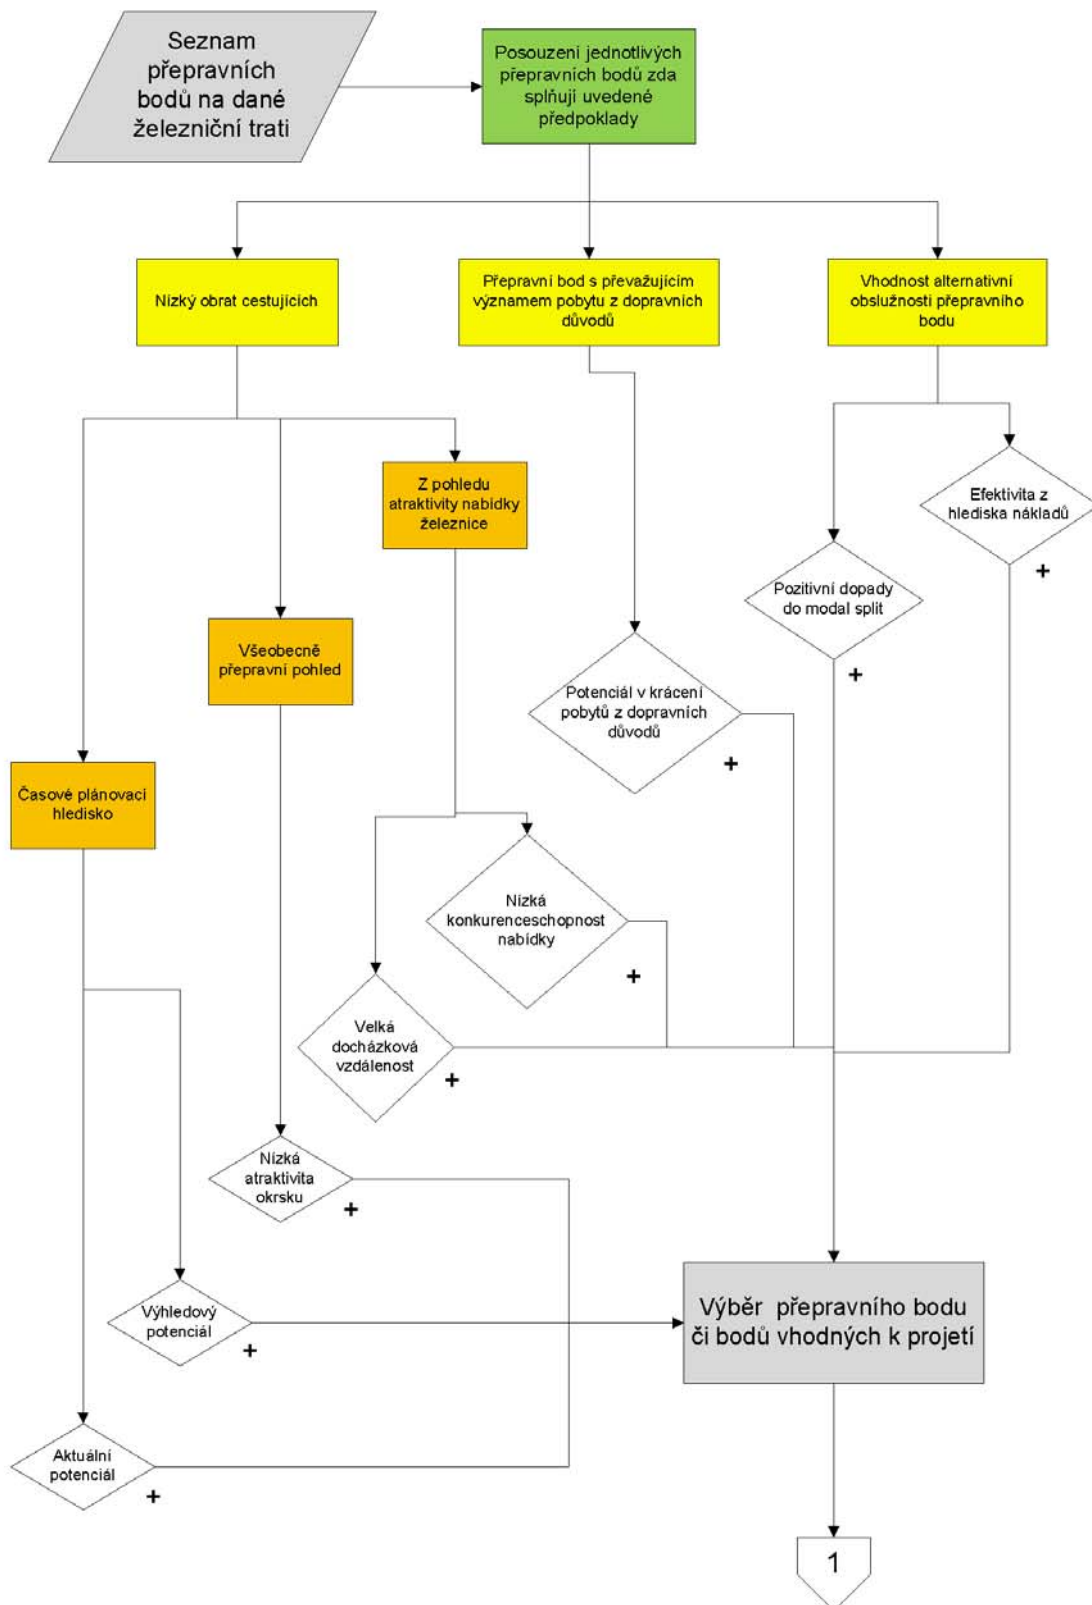 Seznam
přepravních
bodů na dané
železniční trati
Posouzení jednotlivých
přepravních bodů zda
splňují uvedené
předpoklady
Nízký obrat cestujících
Přepravní bod s převažujícím
významem pobytu z dopravních
důvodů
Vhodnost alternativní
obslužnosti přepravního
bodu
Z pohledu
atraktivity nabídky
železnice
Efektivita z
hlediska nákladů
+
Pozitivní dopady
do modal split
+
Všeobecně
přepravní pohled
Potenciál v krácení
pobytů z dopravních
důvodů
+
Časové plánovací
hledisko
Nízká
konkurenceschopnost
nabídky
+
Velká
docházková
vzdálenost
+
Nízká
atraktivita
okrsku
+
Výhledový
potenciál
+
Výběr přepravního bodu
či bodů vhodných k projetí
Aktuální
potenciál
+
1